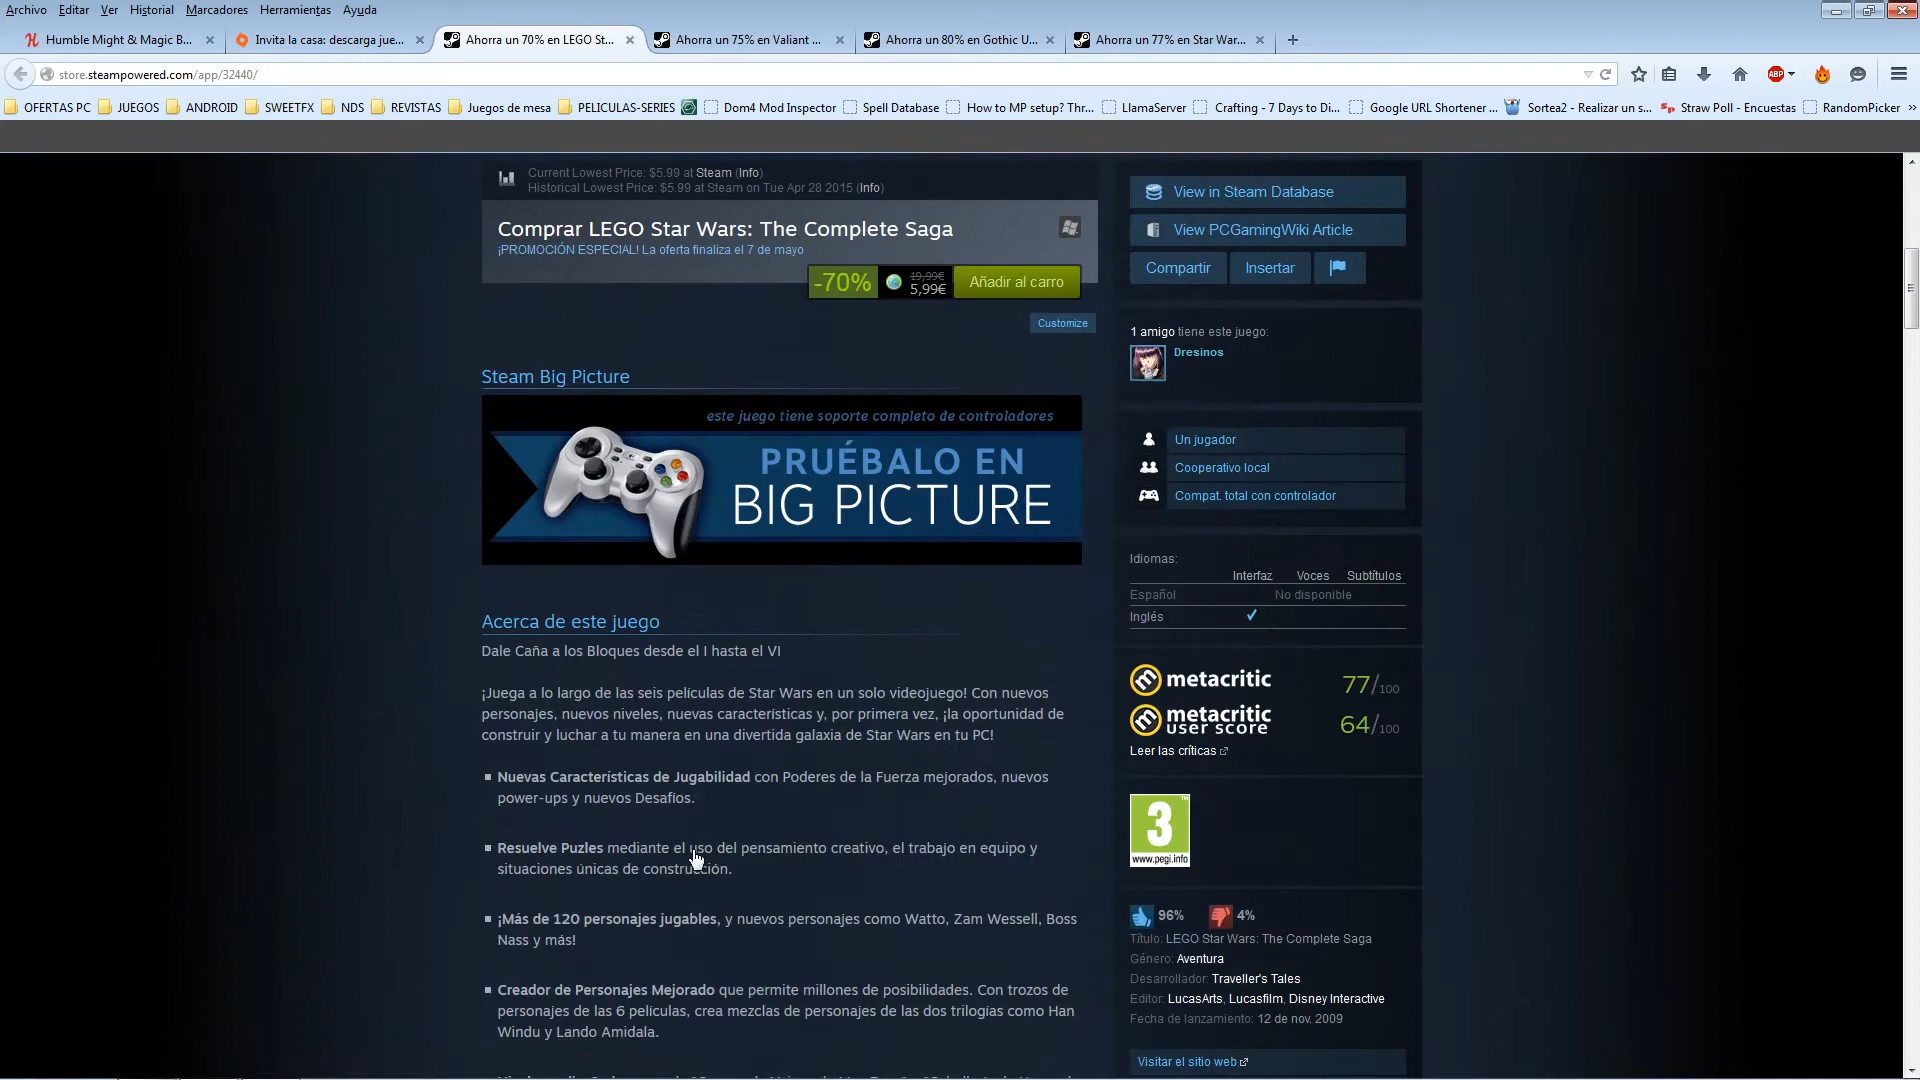 Archivo Editar Ver Historial Marcadores Herramientas Ayuda
Humble Might & Magic B... × Invita la casa: descarga jue... × Ahorra un 70% en LEGO St... × Ahorra un 75% en Valiant ... × Ahorra un 80% en Gothic U... × Ahorra un 77% en Star War... × +
store.steampowered.com/app/32440/
ABP
OFERTAS PC JUEGOS ANDROID SWEETFX NDS REVISTAS Juegos de mesa PELICULAS-SERIES Dom4 Mod Inspector Spell Database How to MP setup? Thr... LlamaServer Crafting - 7 Days to Di... Google URL Shortener ... Sortea2 - Realizar un s... Straw Poll - Encuestas RandomPicker »
Current Lowest Price: $5.99 at Steam (Info)
Historical Lowest Price: $5.99 at Steam on Tue Apr 28 2015 (Info)
Comprar LEGO Star Wars: The Complete Saga
¡PROMOCIÓN ESPECIAL! La oferta finaliza el 7 de mayo
-70% 19,99€
5,99€
Añadir al carro
Customize
Steam Big Picture
este juego tiene soporte completo de controladores
PRUÉBALO EN
BIG PICTURE
Acerca de este juego
Dale Caña a los Bloques desde el I hasta el VI
¡Juega a lo largo de las seis películas de Star Wars en un solo videojuego! Con nuevos
personajes, nuevos niveles, nuevas características y, por primera vez, ¡la oportunidad de
construir y luchar a tu manera en una divertida galaxia de Star Wars en tu PC!
Nuevas Características de Jugabilidad con Poderes de la Fuerza mejorados, nuevos
power-ups y nuevos Desafíos.
Resuelve Puzles mediante el uso del pensamiento creativo, el trabajo en equipo y
situaciones únicas de construcción.
¡Más de 120 personajes jugables, y nuevos personajes como Watto, Zam Wessell, Boss
Nass y más!
Creador de Personajes Mejorado que permite millones de posibilidades. Con trozos de
personajes de las 6 películas, crea mezclas de personajes de las dos trilogías como Han
Windu y Lando Amidala.
View in Steam Database
View PCGamingWiki Article
Compartir Insertar
1 amigo tiene este juego:
Dresinos
Un jugador
Cooperativo local
Compat. total con controlador
Idiomas:
Interfaz Voces Subtítulos
Español No disponible
Inglés ✓
metacritic 77/100
metacritic user score 64/100
Leer las críticas
3
www.pegi.info
96% 4%
Título: LEGO Star Wars: The Complete Saga
Género: Aventura
Desarrollador: Traveller's Tales
Editor: LucasArts, Lucasfilm, Disney Interactive
Fecha de lanzamiento: 12 de nov. 2009
Visitar el sitio web